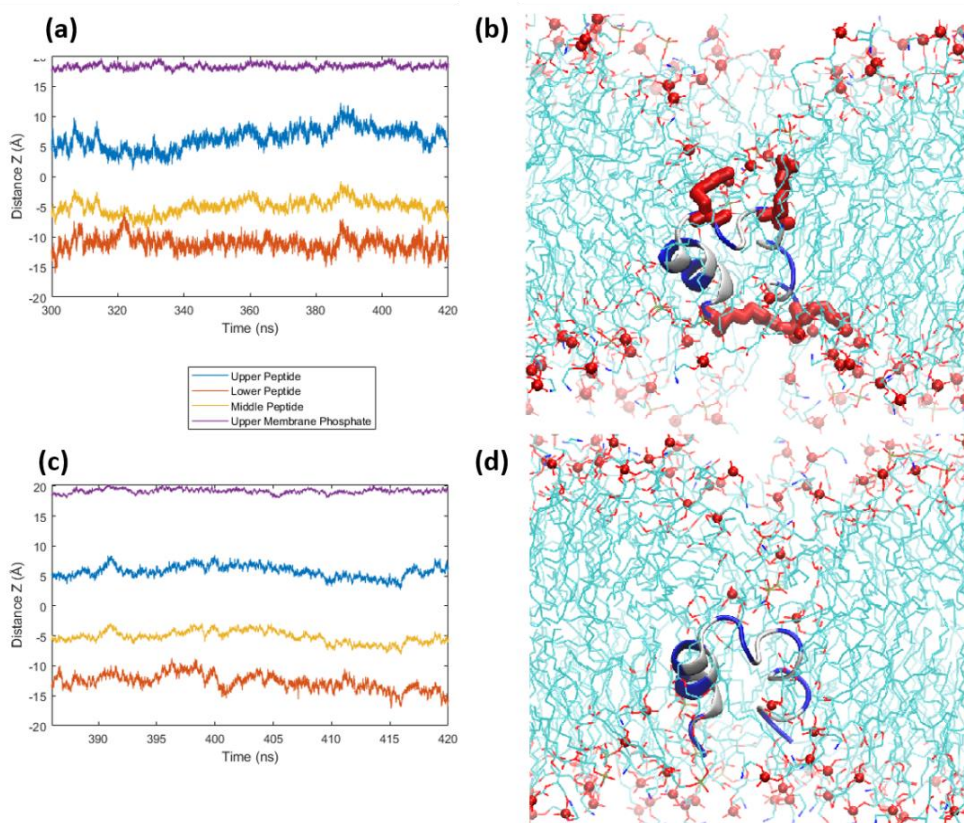 (a)
20
15
10
5
0
-5
-10
-15
-20
Distance Z (Å)
300 320 340 360 380 400 420
Time (ns)
(b)
Upper Peptide
Lower Peptide
Middle Peptide
Upper Membrane Phosphate
(c)
20
15
10
5
0
-5
-10
-15
-20
Distance Z (Å)
390 395 400 405 410 415 420
Time (ns)
(d)